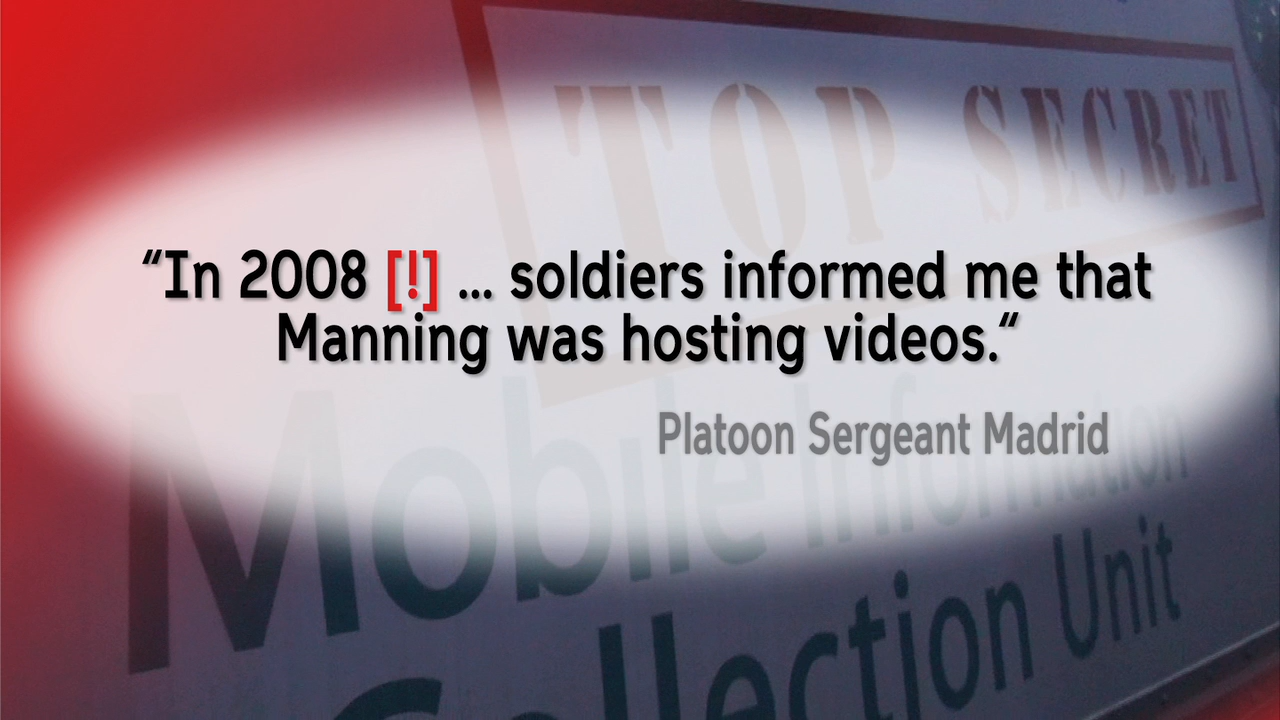 TOP SECRET
“In 2008 [!] ... soldiers informed me that
Manning was hosting videos.“
Platoon Sergeant Madrid
Mobile Information
Collection Unit